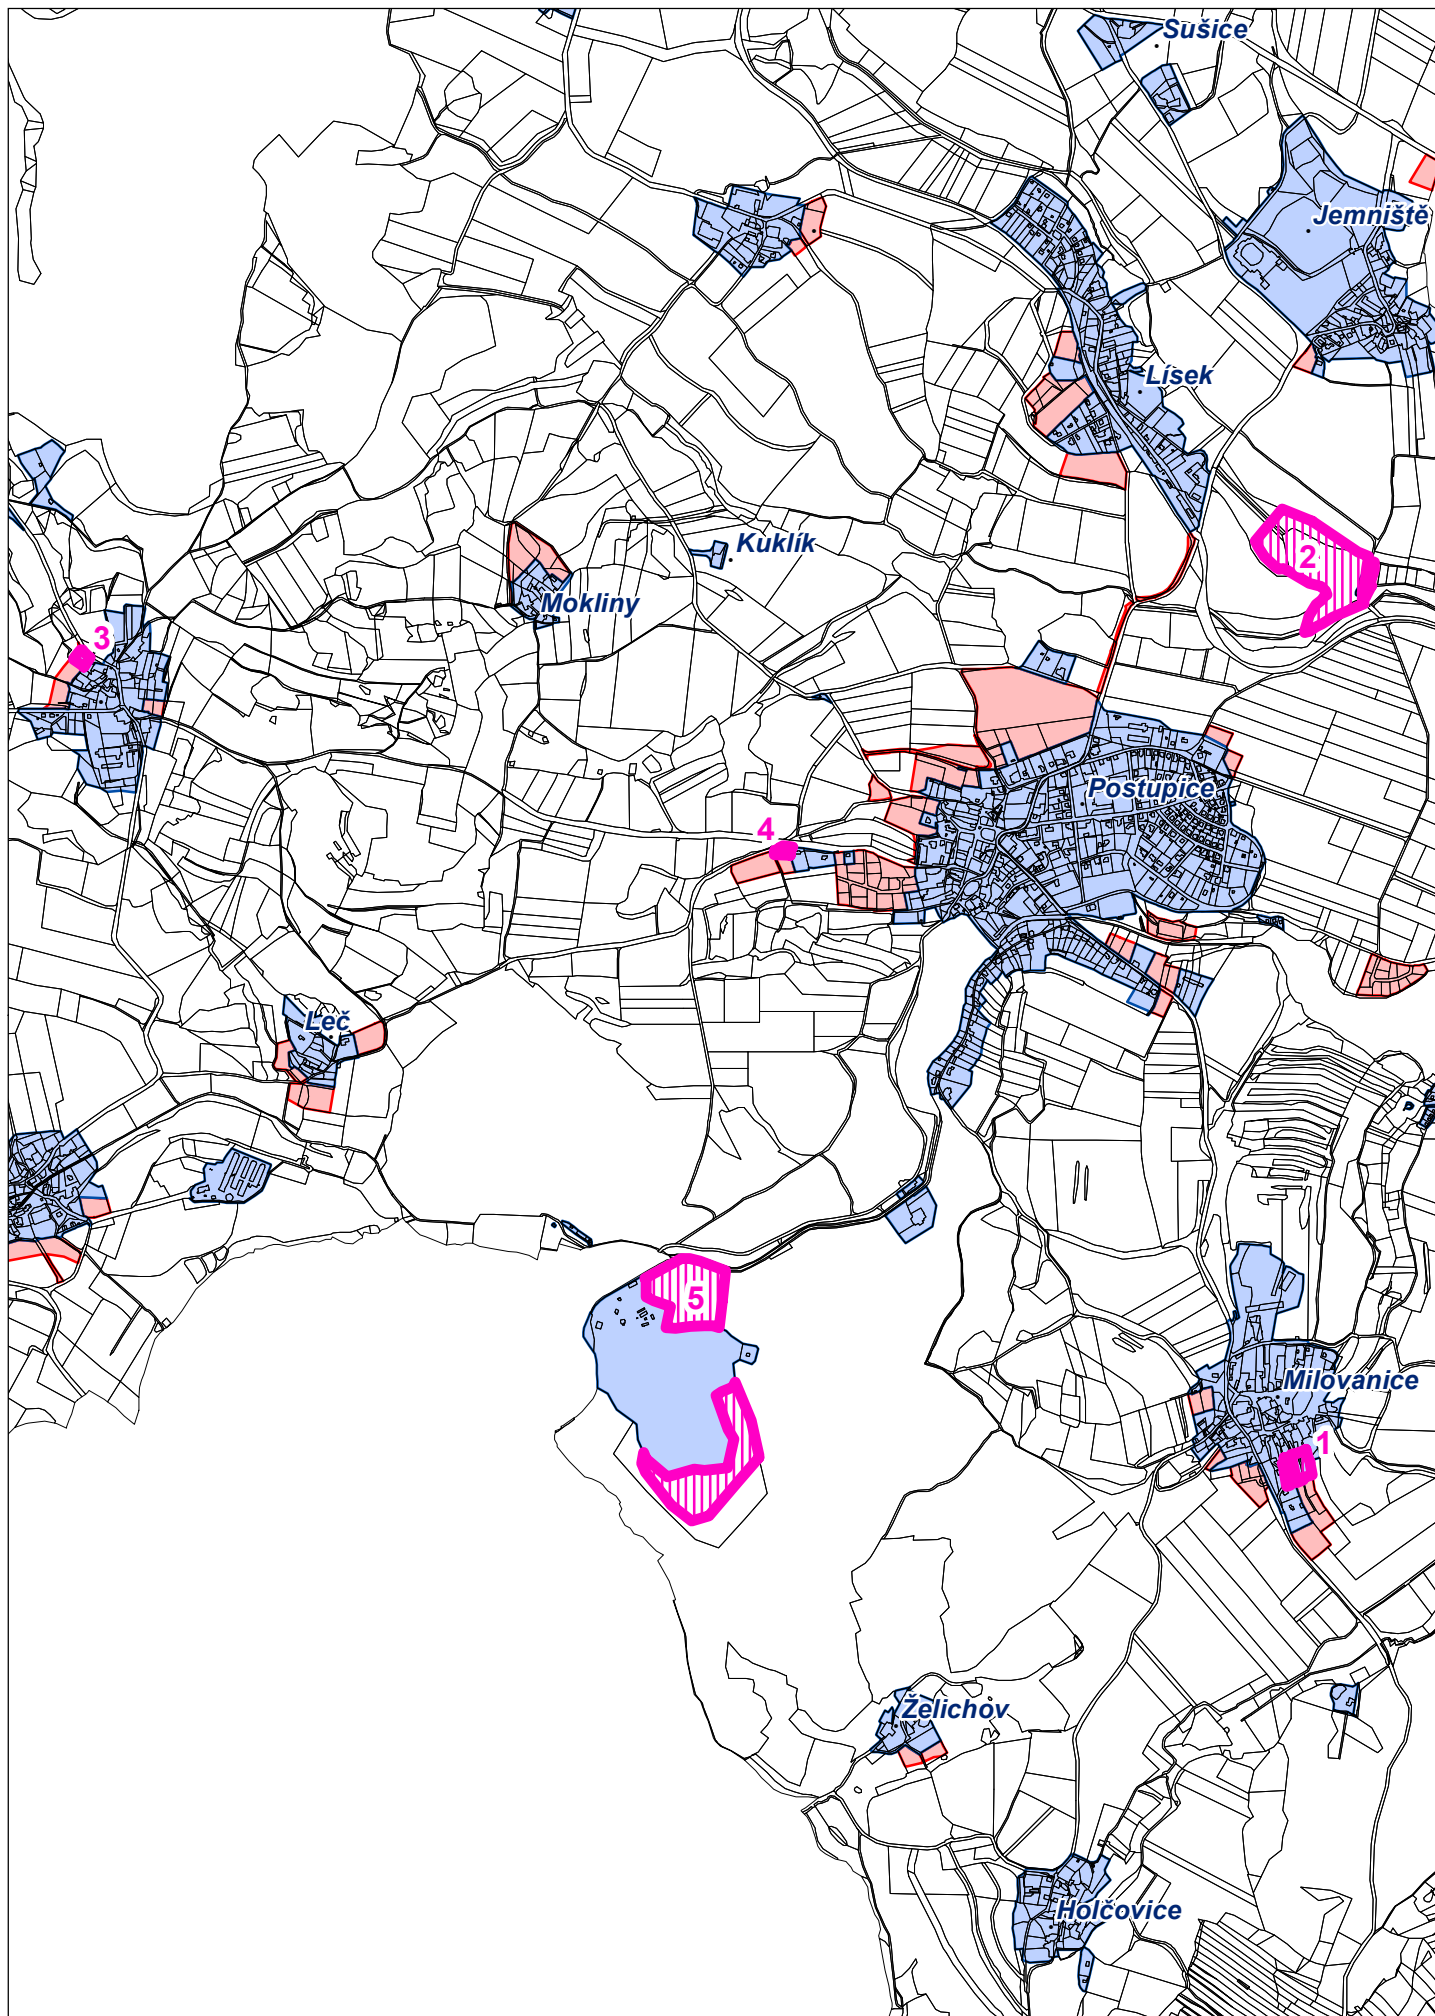 Sušice
Jemniště
Lísek
Kuklík
2
Mokliny
3
Postupice
4
Leč
5
Milovanice
1
Želichov
Holčovice